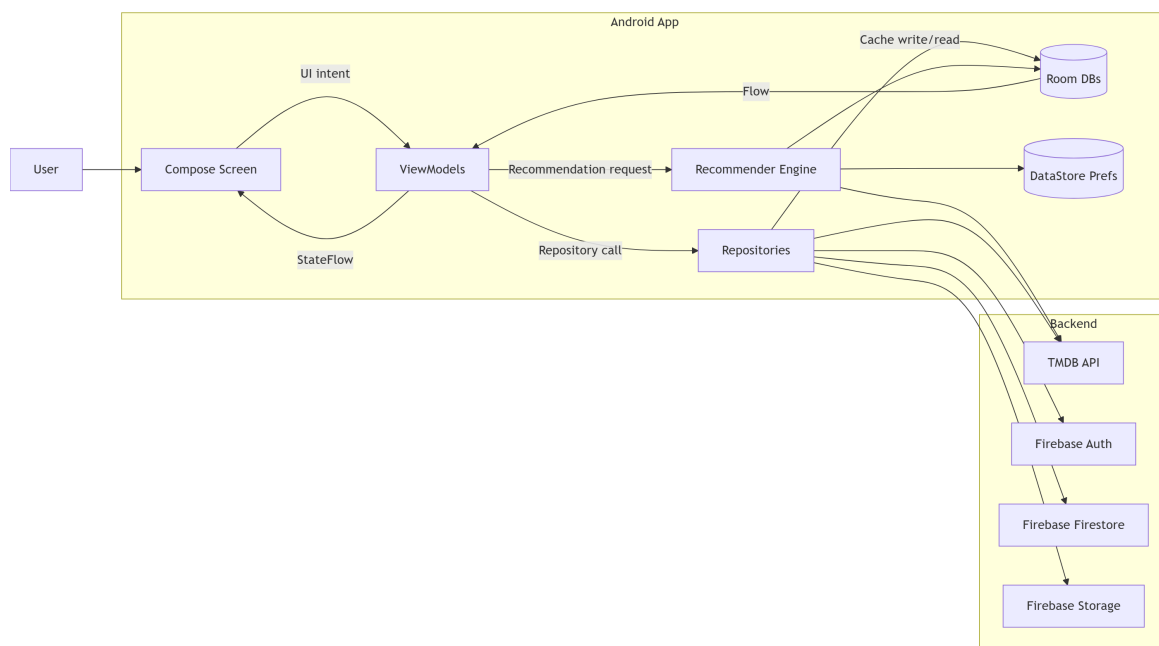 Android App
Cache write/read
UI intent
Room DBs
Flow
User
Compose Screen
ViewModels
Recommendation request
Recommender Engine
DataStore Prefs
StateFlow
Repository call
Repositories
Backend
TMDB API
Firebase Auth
Firebase Firestore
Firebase Storage